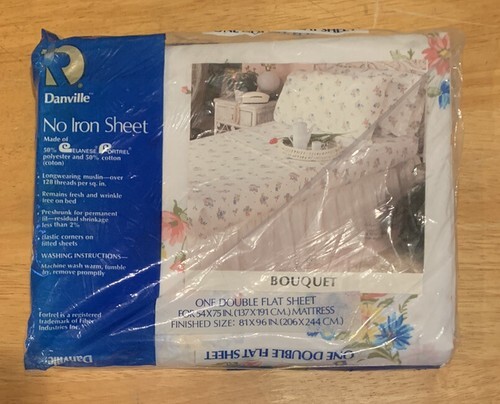 Danville™
No Iron Sheet
Made of
50% Celanese Fortrel®
polyester and 50% cotton
(coton)
• Longwearing muslin—over
128 threads per sq. in.
• Remains fresh and wrinkle
free on bed
• Preshrunk for permanent
fit—residual shrinkage
less than 2%
• Elastic corners on
fitted sheets
WASHING INSTRUCTIONS—
Machine wash warm, tumble
dry, remove promptly
Fortrel is a registered
trademark of Fiber
Industries Inc.
Danville
BOUQUET
ONE DOUBLE FLAT SHEET
FOR 54X75 IN. (137X191 CM.) MATTRESS
FINISHED SIZE: 81X96 IN. (206X244 CM.)
ONE DOUBLE FLAT SHEET